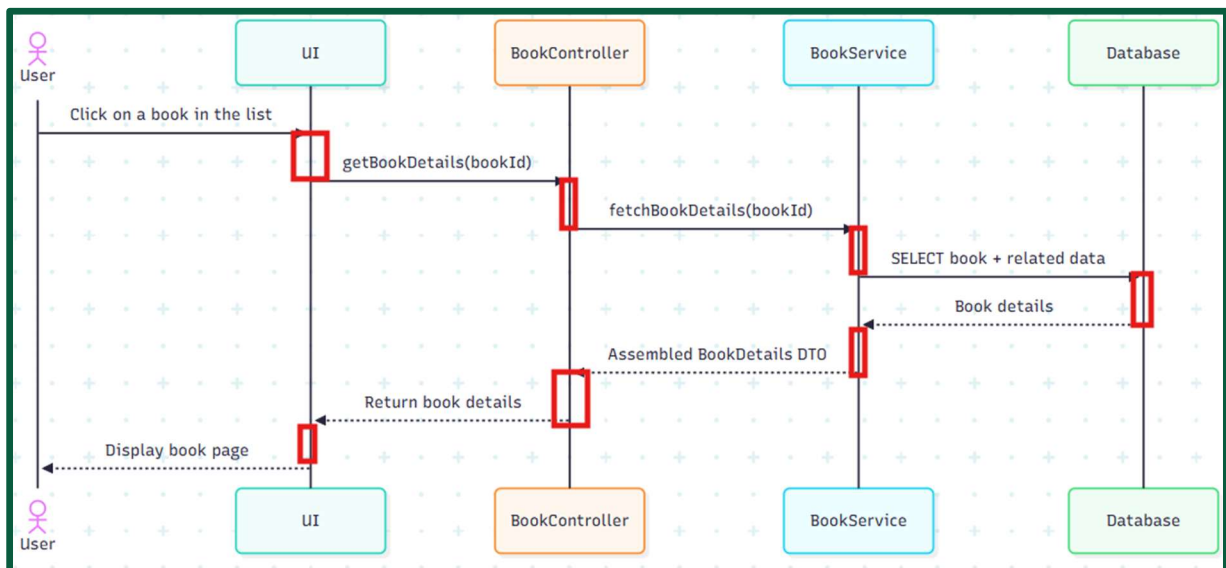 User
UI
BookController
BookService
Database
Click on a book in the list
getBookDetails(bookId)
fetchBookDetails(bookId)
SELECT book + related data
Book details
Assembled BookDetails DTO
Return book details
Display book page
User
UI
BookController
BookService
Database